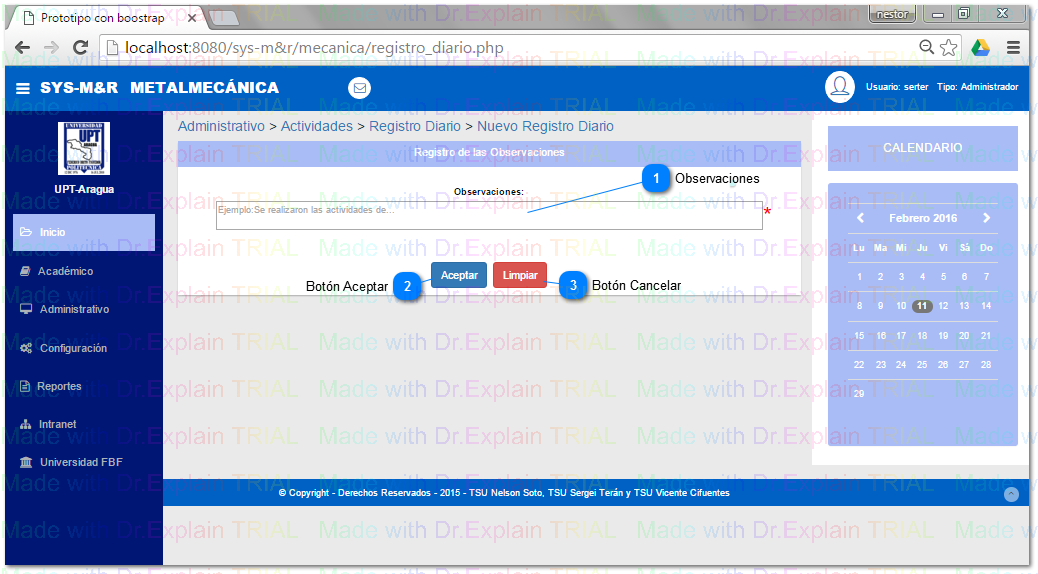 Prototipo con boostrap
nestor
localhost:8080/sys-m&r/mecanica/registro_diario.php
SYS-M&R METALMECÁNICA
Usuario: serter Tipo: Administrador
UNIVERSIDAD
UPT
ARAGUA
POLITECNICA
UPT-Aragua
Inicio
Académico
Administrativo
Configuración
Reportes
Intranet
Universidad FBF
Administrativo > Actividades > Registro Diario > Nuevo Registro Diario
Registro de las Observaciones
Observaciones:
Ejemplo:Se realizaron las actividades de...
*
1 Observaciones
Botón Aceptar 2
Aceptar
Limpiar
3 Botón Cancelar
CALENDARIO
Febrero 2016
Lu Ma Mi Ju Vi Sá Do
1 2 3 4 5 6 7
8 9 10 11 12 13 14
15 16 17 18 19 20 21
22 23 24 25 26 27 28
29
© Copyright - Derechos Reservados - 2015 - TSU Nelson Soto, TSU Sergei Terán y TSU Vicente Cifuentes
Made with Dr.Explain TRIAL